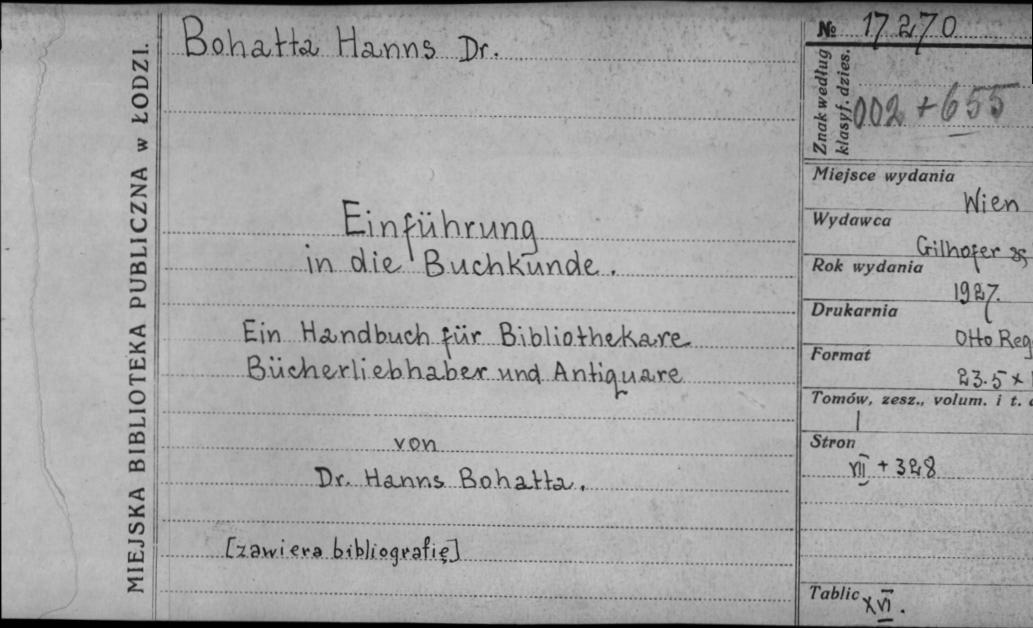 MIEJSKA BIBLIOTEKA PUBLICZNA w ŁODZI.
Bohatta Hanns Dr.
Einführung
in die Buchkunde.
Ein Handbuch für Bibliothekare
Bücherliebhaber und Antiquare
von
Dr. Hanns Bohatta.
[zawiera bibliografię]
№ 17270
Znak według
klasyf. dzies.
002 + 655
Miejsce wydania
Wien
Wydawca
Gilhofer
Rok wydania
1927.
Drukarnia
Otto Reg
Format
23.5 ×
Tomów, zesz., volum. i t.
1
Stron
VII + 328
Tablic
XVI.